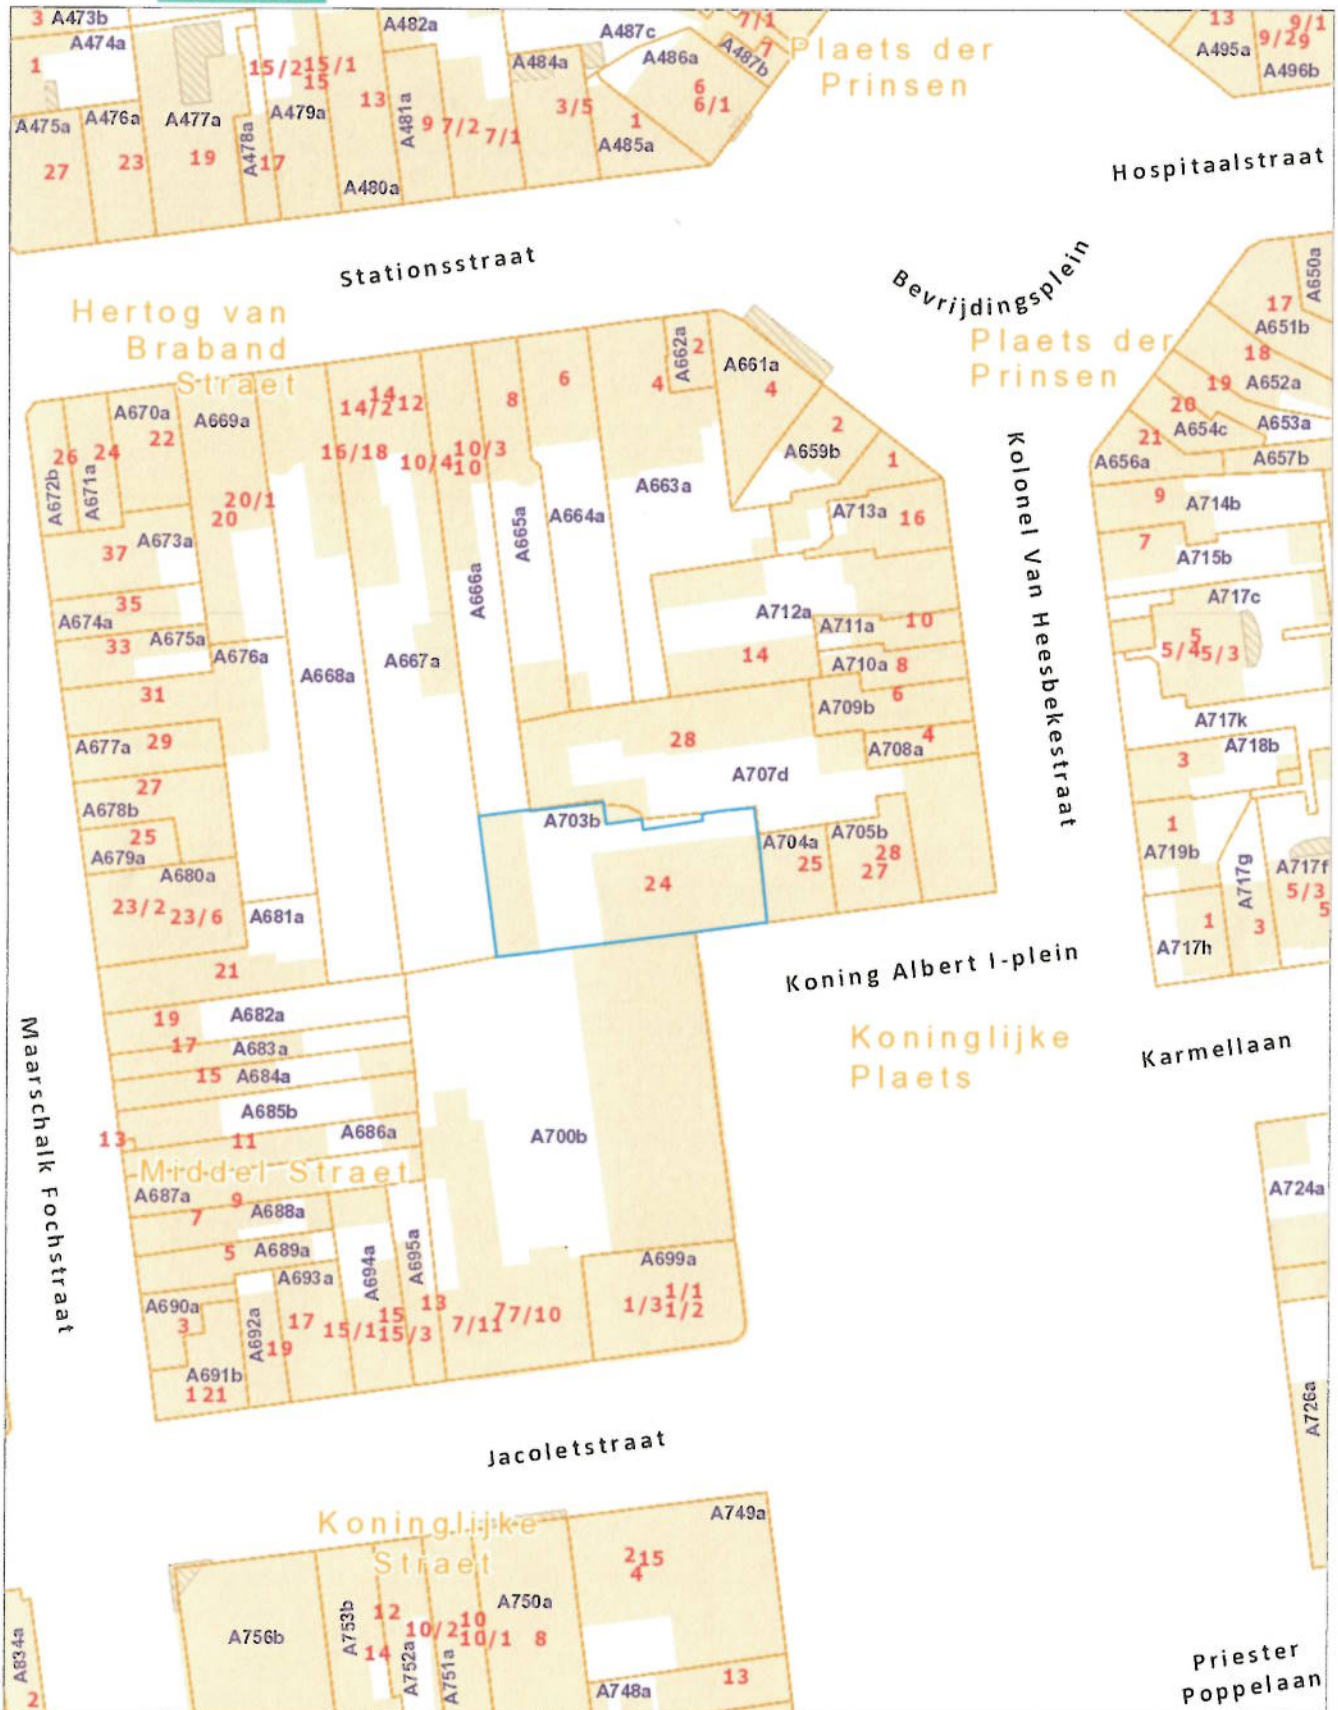 3 A473b
A474a
1
A475a
27
A476a
23
A477a
19
A478a
17
15/2 15/1
15
A479a
13
A480a
A482a
A481a
9
7/2
7/1
A484a
3/5
A487c
A486a
6
6/1
1
A485a
7/1
7
A487b
Plaets der
Prinsen
13
A495a
9/1
9/2 9
A496b
Hospitaalstraat
Stationsstraat
Bevrijdingsplein
Hertog van
Braband
Straet
Plaets der
Prinsen
A650a
17
A651b
18
19
A652a
20
A654c
A653a
21
A656a
A657b
9
A714b
7
A715b
A717c
5
5/4 5/3
A717k
A718b
3
1
A719b
A717g
A717f
5/3
5
1
A717h
3
26
A672b
24
A671a
A670a
22
A669a
20/1
20
14
14/2
12
16/18
10/4
10/3
10
8
6
4
A662a
2
A661a
4
2
A659b
1
A663a
A664a
A665a
A666a
A667a
A668a
A713a
16
A712a
14
A711a
10
A710a
8
A709b
6
A708a
4
28
A707d
A703b
24
A704a
25
A705b
28
27
37
A673a
35
A674a
33
A675a
A676a
31
A677a
29
27
A678b
25
A679a
A680a
23/2
23/6
A681a
21
19
A682a
17
A683a
15
A684a
A685b
13
11
A686a
Middel Straet
A687a
9
7
A688a
5
A689a
A690a
3
A691b
1 21
A692a
19
A693a
17
A694a
15/1
15
15/3
A695a
13
7/11
7
7/10
A700b
A699a
1/1
1/3
1/2
Kolonel Van Heesbekestraat
Koning Albert I-plein
Koninglijke
Plaets
Karmellaan
Maarschalk Fochstraat
A724a
A726a
Jacoletstraat
Koninglijke
Straet
A749a
2
15
4
A756b
A753b
12
14
A752a
10/2
10
10/1
A751a
A750a
8
13
A748a
A834a
2
Priester
Poppelaan